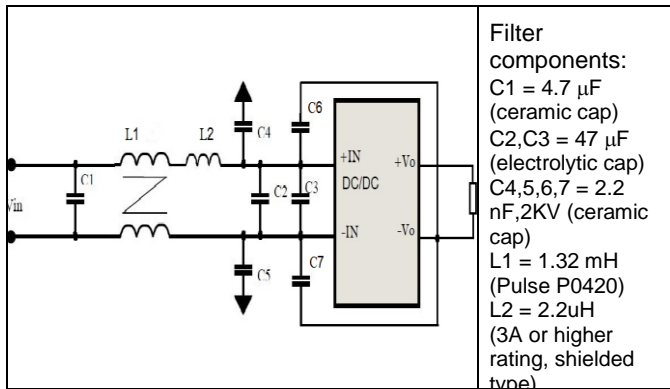 L1
L2
C1
Vin
C4
C6
C2
C3
C5
C7
+IN
DC/DC
-IN
+Vo
-Vo
Filter
components:
C1 = 4.7 μF
(ceramic cap)
C2,C3 = 47 μF
(electrolytic cap)
C4,5,6,7 = 2.2
nF,2KV (ceramic
cap)
L1 = 1.32 mH
(Pulse P0420)
L2 = 2.2uH
(3A or higher
rating, shielded
type)